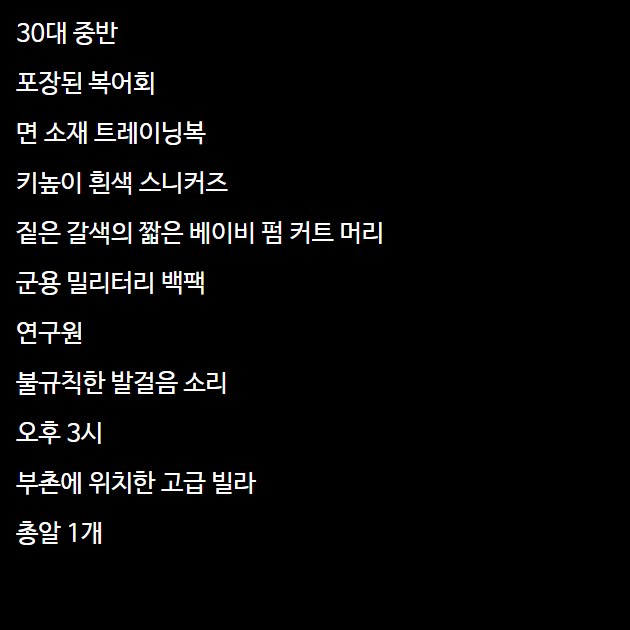 30대 중반
포장된 복어회
면 소재 트레이닝복
키높이 흰색 스니커즈
짙은 갈색의 짧은 베이비 펌 커트 머리
군용 밀리터리 백팩
연구원
불규칙한 발걸음 소리
오후 3시
부촌에 위치한 고급 빌라
총알 1개